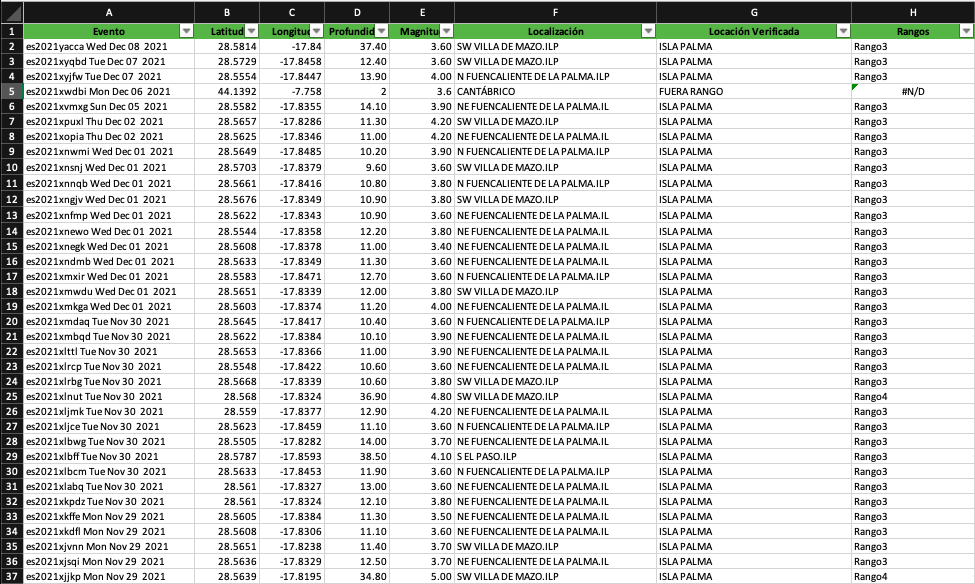 A B C D E F G H
1 Evento Latitud Longitud Profundid Magnitu Localización Locación Verificada Rangos
2 es2021yacca Wed Dec 08 2021 28.5814 -17.84 37.40 3.60 SW VILLA DE MAZO.ILP ISLA PALMA Rango3
3 es2021xyqbd Tue Dec 07 2021 28.5729 -17.8458 12.40 3.60 SW VILLA DE MAZO.ILP ISLA PALMA Rango3
4 es2021xyjfw Tue Dec 07 2021 28.5554 -17.8447 13.90 4.00 N FUENCALIENTE DE LA PALMA.ILP ISLA PALMA Rango3
5 es2021xwdbi Mon Dec 06 2021 44.1392 -7.758 2 3.6 CANTÁBRICO FUERA RANGO #N/D
6 es2021xvmxg Sun Dec 05 2021 28.5582 -17.8355 14.10 3.90 NE FUENCALIENTE DE LA PALMA.IL ISLA PALMA Rango3
7 es2021xpuxl Thu Dec 02 2021 28.5657 -17.8286 11.30 4.20 SW VILLA DE MAZO.ILP ISLA PALMA Rango3
8 es2021xopia Thu Dec 02 2021 28.5625 -17.8346 11.00 4.20 NE FUENCALIENTE DE LA PALMA.IL ISLA PALMA Rango3
9 es2021xnwmi Wed Dec 01 2021 28.5649 -17.8485 10.20 3.90 N FUENCALIENTE DE LA PALMA.ILP ISLA PALMA Rango3
10 es2021xnsnj Wed Dec 01 2021 28.5703 -17.8379 9.60 3.60 SW VILLA DE MAZO.ILP ISLA PALMA Rango3
11 es2021xnnqb Wed Dec 01 2021 28.5661 -17.8416 10.80 3.80 N FUENCALIENTE DE LA PALMA.ILP ISLA PALMA Rango3
12 es2021xngjv Wed Dec 01 2021 28.5676 -17.8349 10.90 3.80 SW VILLA DE MAZO.ILP ISLA PALMA Rango3
13 es2021xnfmp Wed Dec 01 2021 28.5622 -17.8343 10.90 3.60 NE FUENCALIENTE DE LA PALMA.IL ISLA PALMA Rango3
14 es2021xnewo Wed Dec 01 2021 28.5544 -17.8358 12.20 3.80 NE FUENCALIENTE DE LA PALMA.IL ISLA PALMA Rango3
15 es2021xnegk Wed Dec 01 2021 28.5608 -17.8378 11.00 3.40 NE FUENCALIENTE DE LA PALMA.IL ISLA PALMA Rango3
16 es2021xndmb Wed Dec 01 2021 28.5633 -17.8349 11.30 3.60 NE FUENCALIENTE DE LA PALMA.IL ISLA PALMA Rango3
17 es2021xmxir Wed Dec 01 2021 28.5583 -17.8471 12.70 3.60 N FUENCALIENTE DE LA PALMA.ILP ISLA PALMA Rango3
18 es2021xmwdu Wed Dec 01 2021 28.5651 -17.8339 12.00 3.80 SW VILLA DE MAZO.ILP ISLA PALMA Rango3
19 es2021xmkga Wed Dec 01 2021 28.5603 -17.8374 11.20 4.00 NE FUENCALIENTE DE LA PALMA.IL ISLA PALMA Rango3
20 es2021xmdaq Tue Nov 30 2021 28.5645 -17.8417 10.40 3.60 N FUENCALIENTE DE LA PALMA.ILP ISLA PALMA Rango3
21 es2021xmbqd Tue Nov 30 2021 28.5622 -17.8384 10.10 3.90 NE FUENCALIENTE DE LA PALMA.IL ISLA PALMA Rango3
22 es2021xlttl Tue Nov 30 2021 28.5653 -17.8366 11.00 3.90 NE FUENCALIENTE DE LA PALMA.IL ISLA PALMA Rango3
23 es2021xlrcp Tue Nov 30 2021 28.5548 -17.8422 10.60 3.60 NE FUENCALIENTE DE LA PALMA.IL ISLA PALMA Rango3
24 es2021xlrbg Tue Nov 30 2021 28.5668 -17.8339 10.60 3.80 SW VILLA DE MAZO.ILP ISLA PALMA Rango3
25 es2021xlnut Tue Nov 30 2021 28.568 -17.8324 36.90 4.80 SW VILLA DE MAZO.ILP ISLA PALMA Rango4
26 es2021xljmk Tue Nov 30 2021 28.559 -17.8377 12.90 4.20 NE FUENCALIENTE DE LA PALMA.IL ISLA PALMA Rango3
27 es2021xljce Tue Nov 30 2021 28.5623 -17.8459 11.10 3.60 N FUENCALIENTE DE LA PALMA.ILP ISLA PALMA Rango3
28 es2021xlbwg Tue Nov 30 2021 28.5505 -17.8282 14.00 3.70 NE FUENCALIENTE DE LA PALMA.IL ISLA PALMA Rango3
29 es2021xlbff Tue Nov 30 2021 28.5787 -17.8593 38.50 4.10 S EL PASO.ILP ISLA PALMA Rango3
30 es2021xlbcm Tue Nov 30 2021 28.5633 -17.8453 11.90 3.60 N FUENCALIENTE DE LA PALMA.ILP ISLA PALMA Rango3
31 es2021xlabq Tue Nov 30 2021 28.561 -17.8327 13.00 3.60 NE FUENCALIENTE DE LA PALMA.IL ISLA PALMA Rango3
32 es2021xkpdz Tue Nov 30 2021 28.561 -17.8324 12.10 3.80 NE FUENCALIENTE DE LA PALMA.IL ISLA PALMA Rango3
33 es2021xkffe Mon Nov 29 2021 28.5605 -17.8384 11.30 3.50 NE FUENCALIENTE DE LA PALMA.IL ISLA PALMA Rango3
34 es2021xkdfl Mon Nov 29 2021 28.5608 -17.8306 11.10 3.60 NE FUENCALIENTE DE LA PALMA.IL ISLA PALMA Rango3
35 es2021xjvnn Mon Nov 29 2021 28.5651 -17.8238 11.40 3.70 SW VILLA DE MAZO.ILP ISLA PALMA Rango3
36 es2021xjsqi Mon Nov 29 2021 28.5636 -17.8329 12.50 3.70 NE FUENCALIENTE DE LA PALMA.IL ISLA PALMA Rango3
37 es2021xjjkp Mon Nov 29 2021 28.5639 -17.8195 34.80 5.00 SW VILLA DE MAZO.ILP ISLA PALMA Rango4